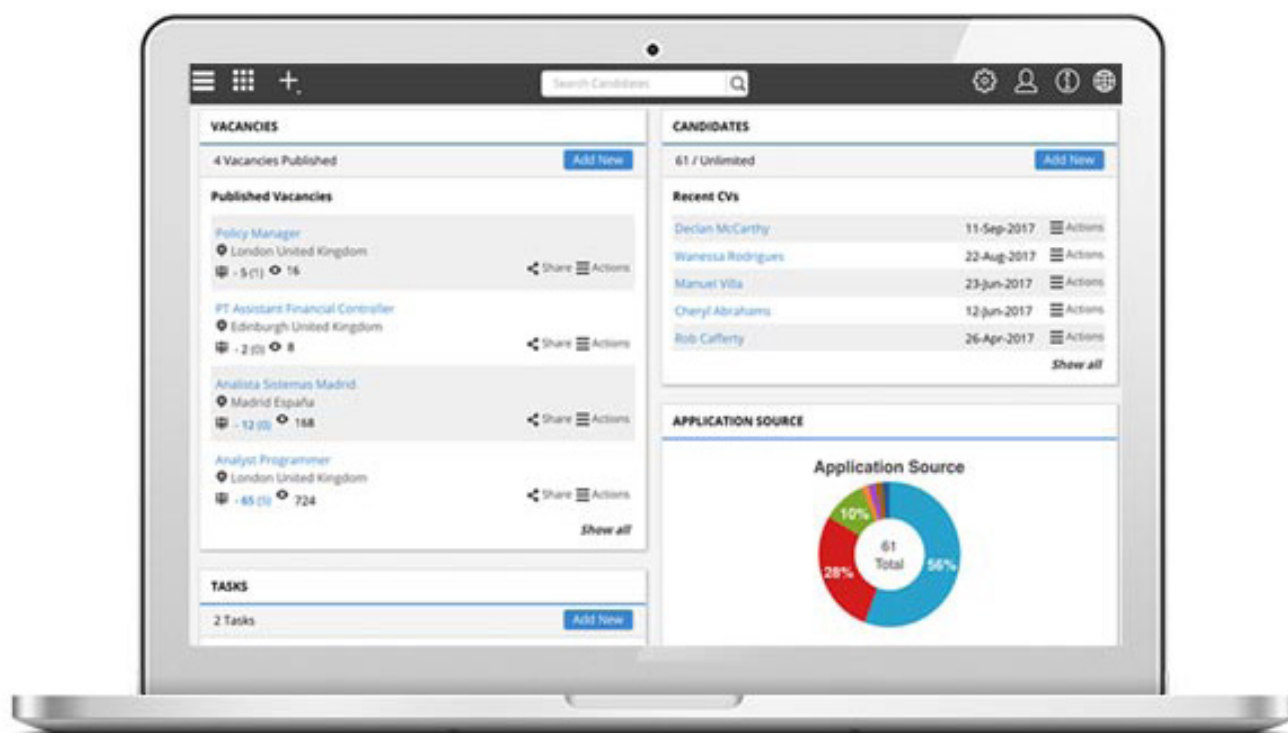 Search Candidates
VACANCIES
4 Vacancies Published
Add New
Published Vacancies
Policy Manager
London United Kingdom
- 5 (1) 16
Share Actions
PT Assistant Financial Controller
Edinburgh United Kingdom
- 2 (0) 8
Share Actions
Analista Sistemas Madrid
Madrid España
- 12 (0) 168
Share Actions
Analyst Programmer
London United Kingdom
- 65 (5) 724
Share Actions
Show all
TASKS
2 Tasks
Add New
CANDIDATES
61 / Unlimited
Add New
Recent CVs
Declan McCarthy 11-Sep-2017 Actions
Wanessa Rodrigues 22-Aug-2017 Actions
Manuel Villa 23-Jun-2017 Actions
Cheryl Abrahams 12-Jun-2017 Actions
Rob Cafferty 26-Apr-2017 Actions
Show all
APPLICATION SOURCE
Application Source
10%
61
Total
56%
28%